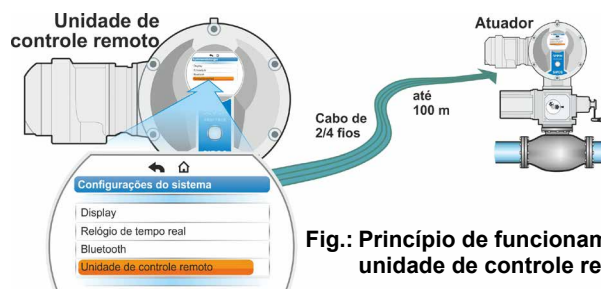 Unidade de
controle remoto
Atuador
até
100 m
Cabo de
2/4 fios
Configurações do sistema
Display
Relógio de tempo real
Bluetooth
Unidade de controle remoto
Fig.: Princípio de funcionam
unidade de controle re